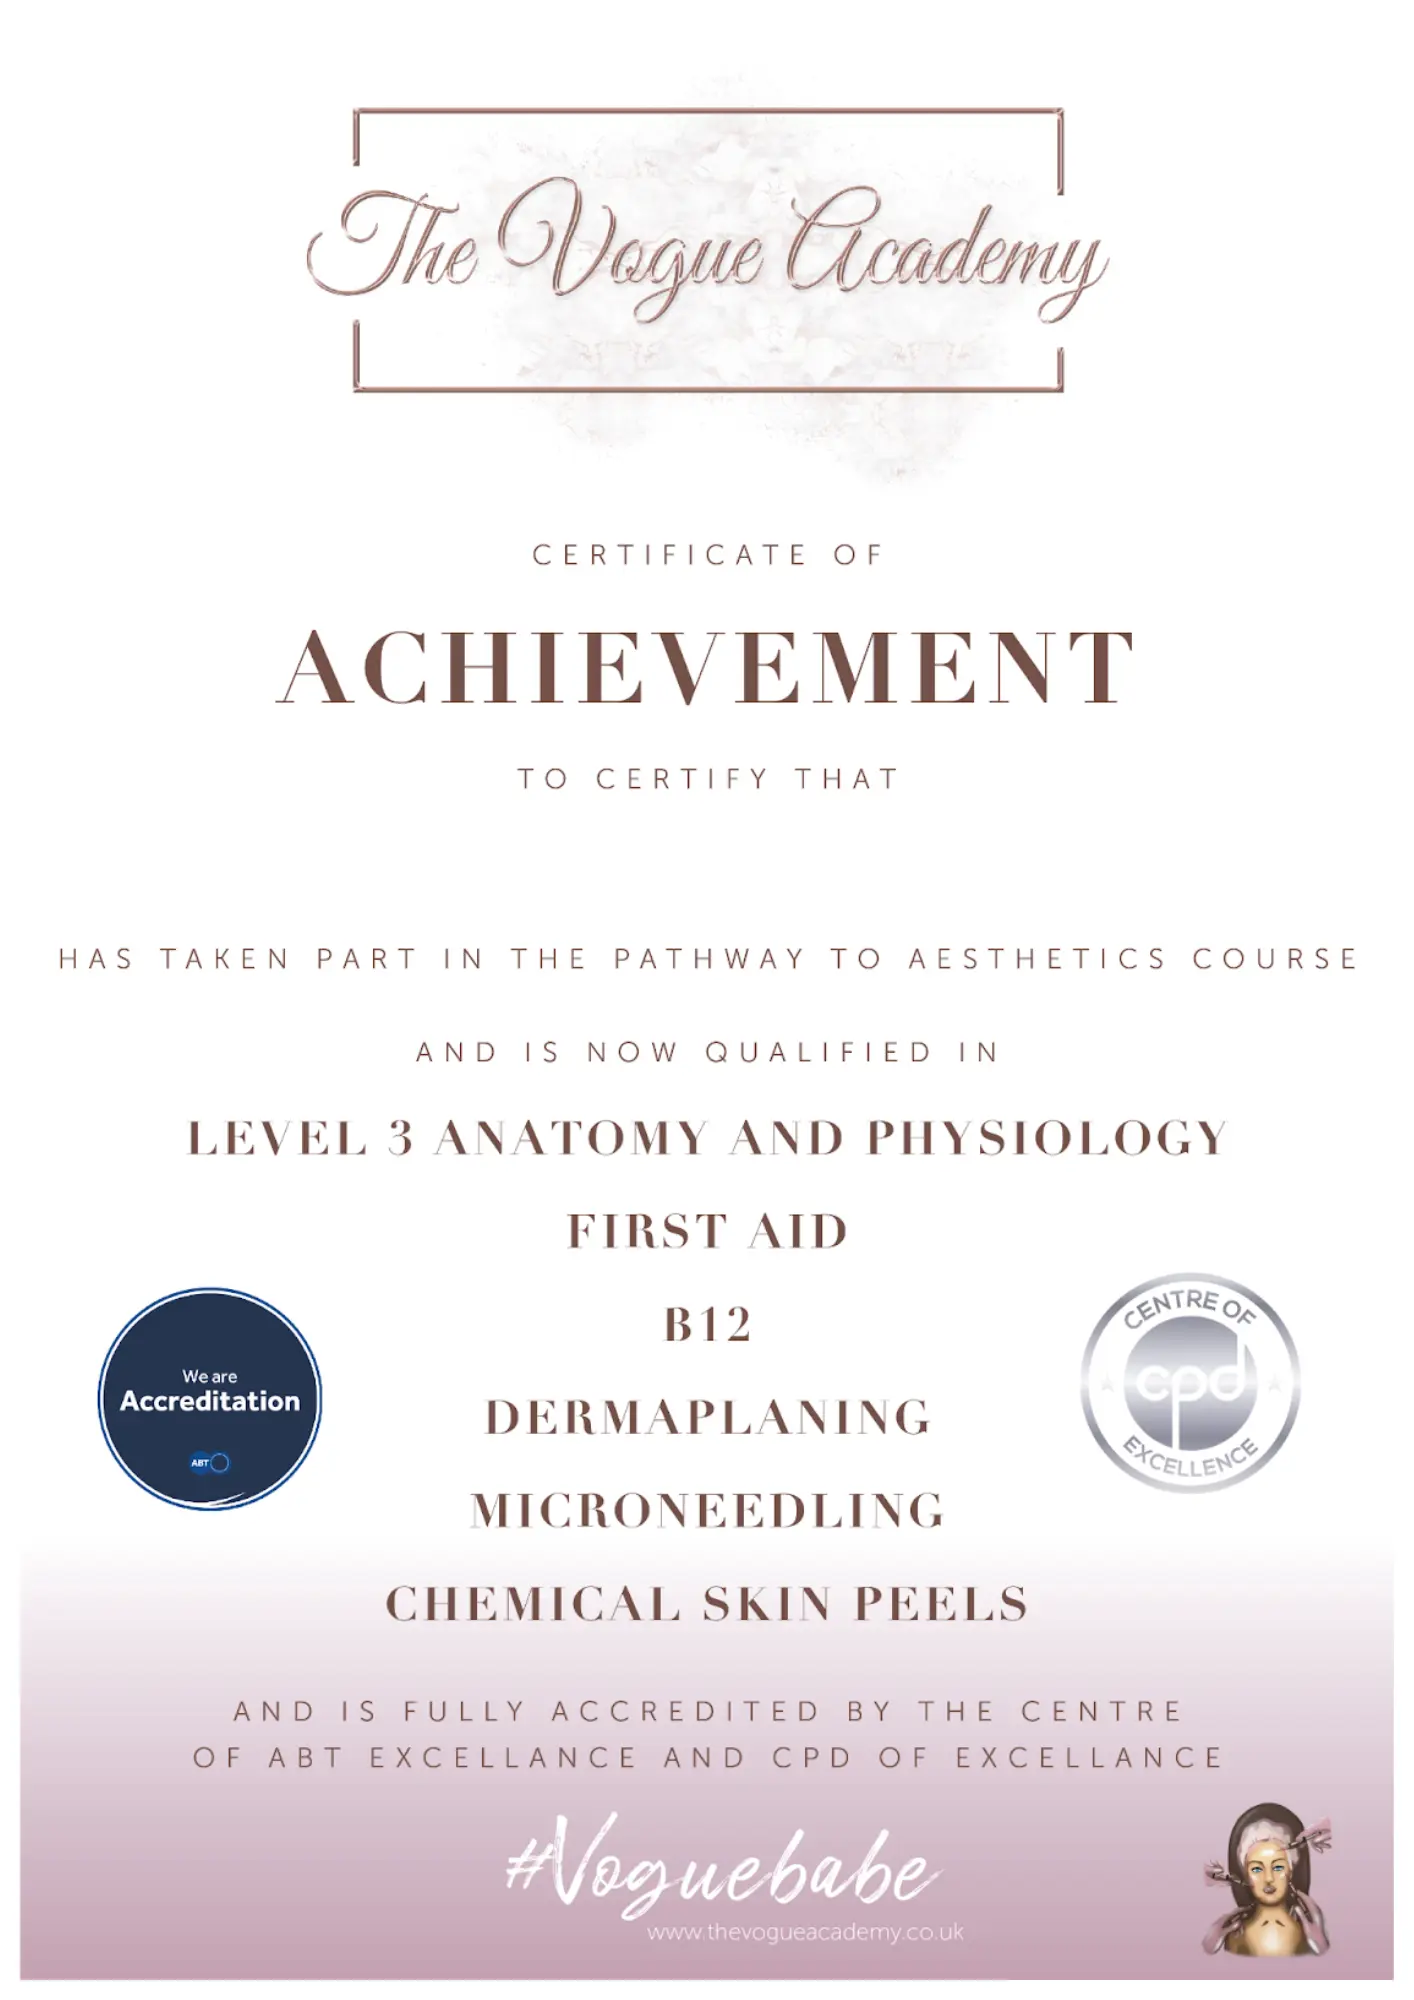 The Vogue Academy
CERTIFICATE OF
ACHIEVEMENT
TO CERTIFY THAT
HAS TAKEN PART IN THE PATHWAY TO AESTHETICS COURSE
AND IS NOW QUALIFIED IN
LEVEL 3 ANATOMY AND PHYSIOLOGY
FIRST AID
B12
DERMAPLANING
MICRONEEDLING
CHEMICAL SKIN PEELS
We are
Accreditation
ABT
CENTRE OF
cpd
EXCELLENCE
AND IS FULLY ACCREDITED BY THE CENTRE
OF ABT EXCELLANCE AND CPD OF EXCELLANCE
#Voguebabe
www.thevogueacademy.co.uk